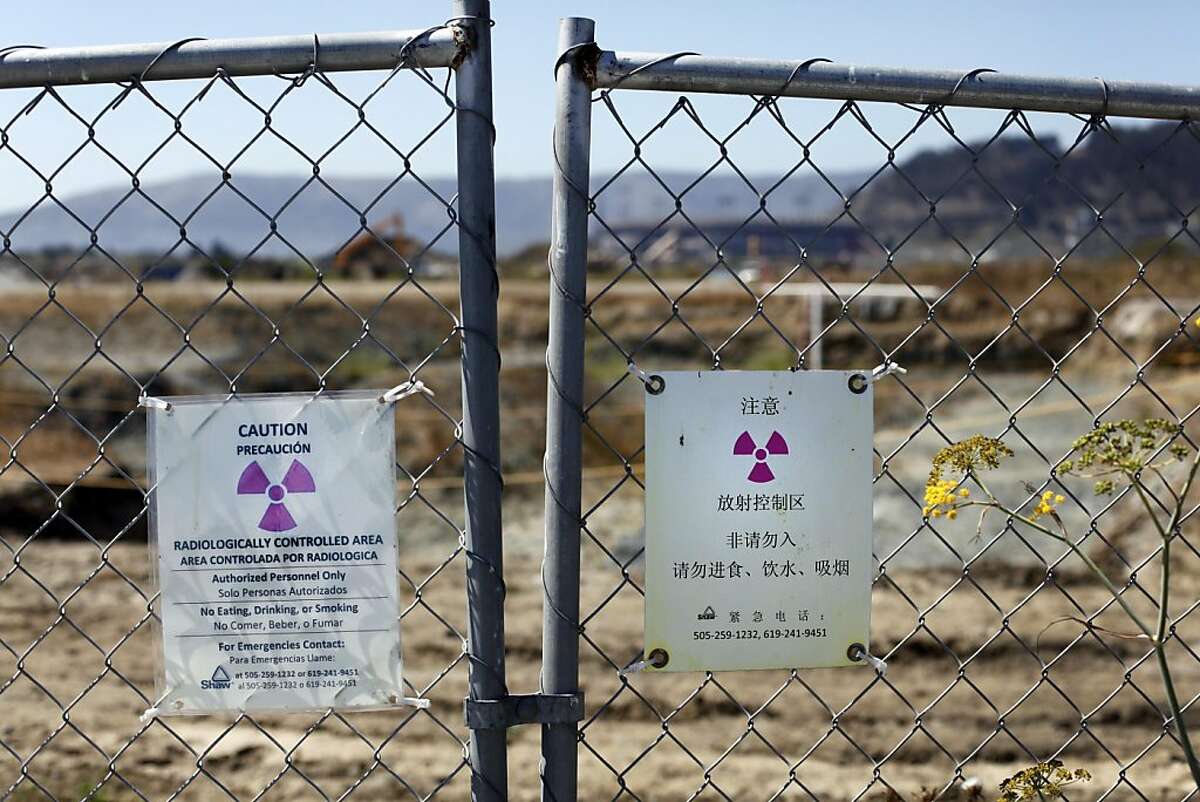 CAUTION
PRECAUCIÓN
RADIOLOGICALLY CONTROLLED AREA
AREA CONTROLADA POR RADIOLOGICA
Authorized Personnel Only
Solo Personas Autorizados
No Eating, Drinking, or Smoking
No Comer, Beber, o Fumar
For Emergencies Contact:
Para Emergencias Llame:
Shaw at 505-259-1232 or 619-241-9451
al 505-259-1232 o 619-241-9451
注意
放射控制区
非请勿入
请勿进食、饮水、吸烟
Shaw 紧急电话：
505-259-1232, 619-241-9451